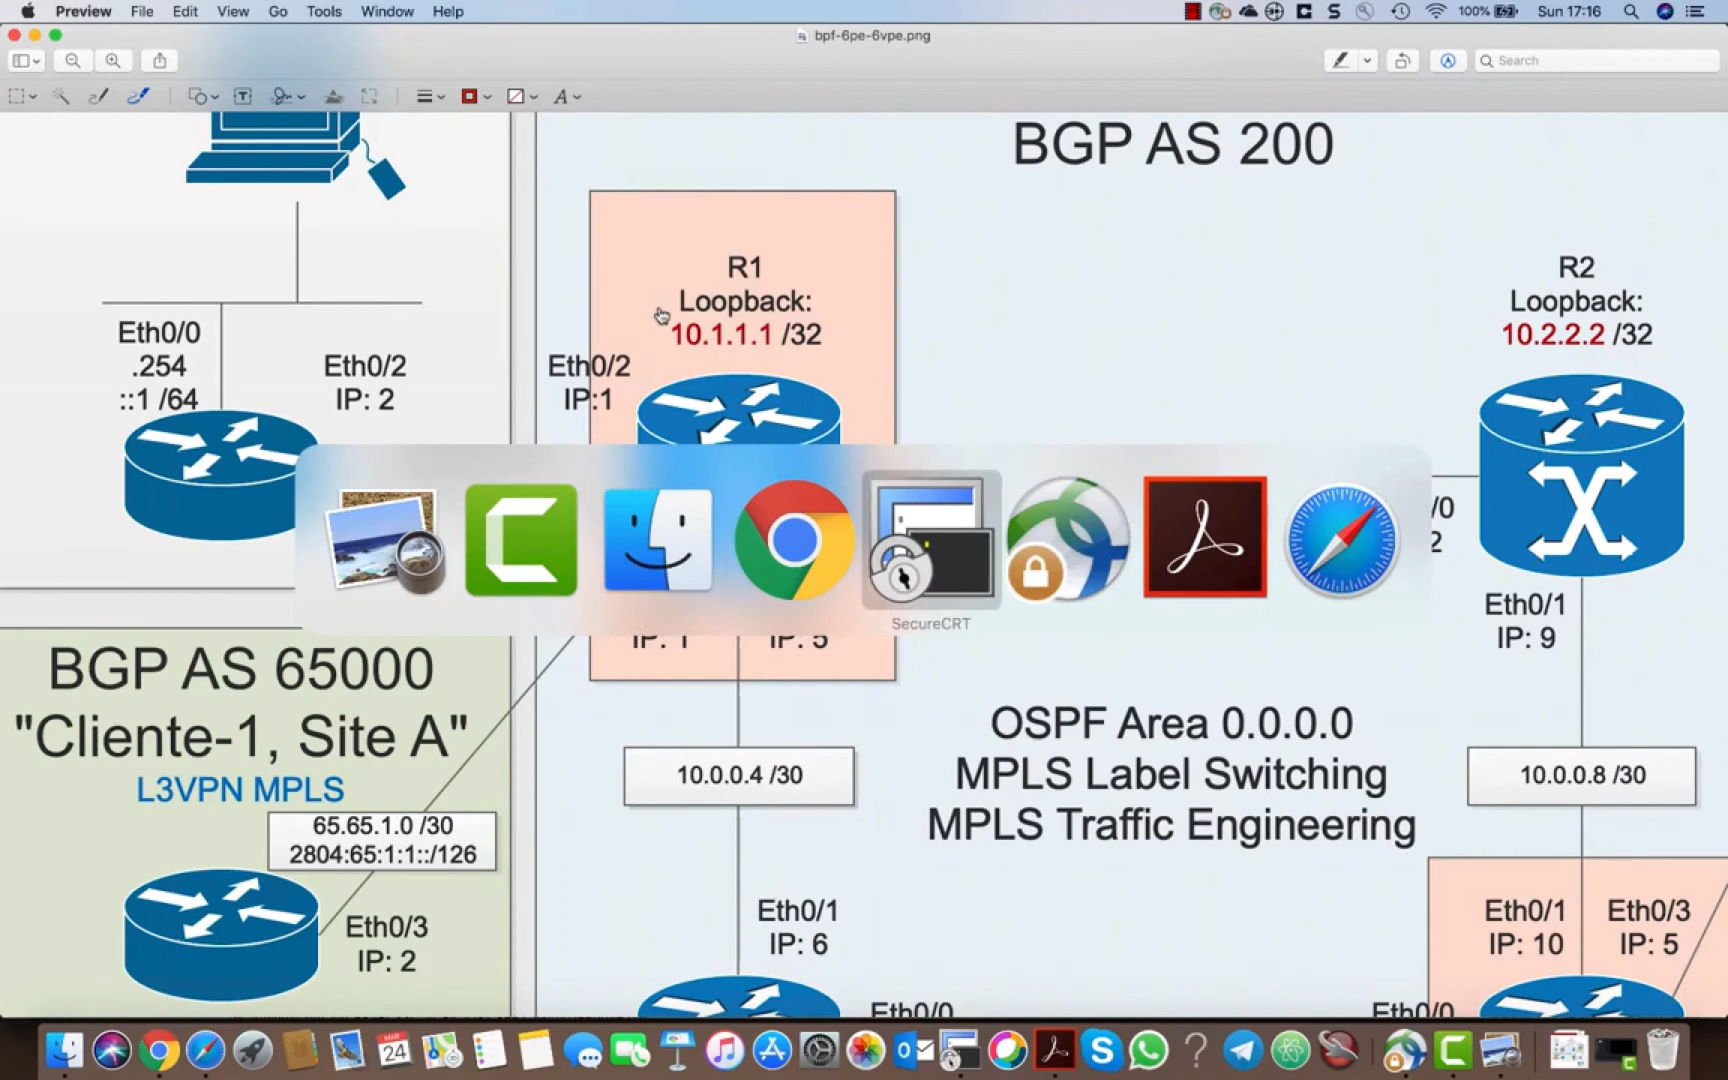 Preview File Edit View Go Tools Window Help
100% Sun 17:16
bpf-6pe-6vpe.png
Search
BGP AS 200
R1
Loopback:
10.1.1.1 /32
R2
Loopback:
10.2.2.2 /32
Eth0/0
.254
::1 /64
Eth0/2
IP: 2
Eth0/2
IP:1
/0
2
SecureCRT
IP: 1
IP: 5
Eth0/1
IP: 9
BGP AS 65000
"Cliente-1, Site A"
L3VPN MPLS
65.65.1.0 /30
2804:65:1:1::/126
10.0.0.4 /30
OSPF Area 0.0.0.0
MPLS Label Switching
MPLS Traffic Engineering
10.0.0.8 /30
Eth0/3
IP: 2
Eth0/1
IP: 6
Eth0/1
IP: 10
Eth0/3
IP: 5
Eth0/0
Eth0/0
24